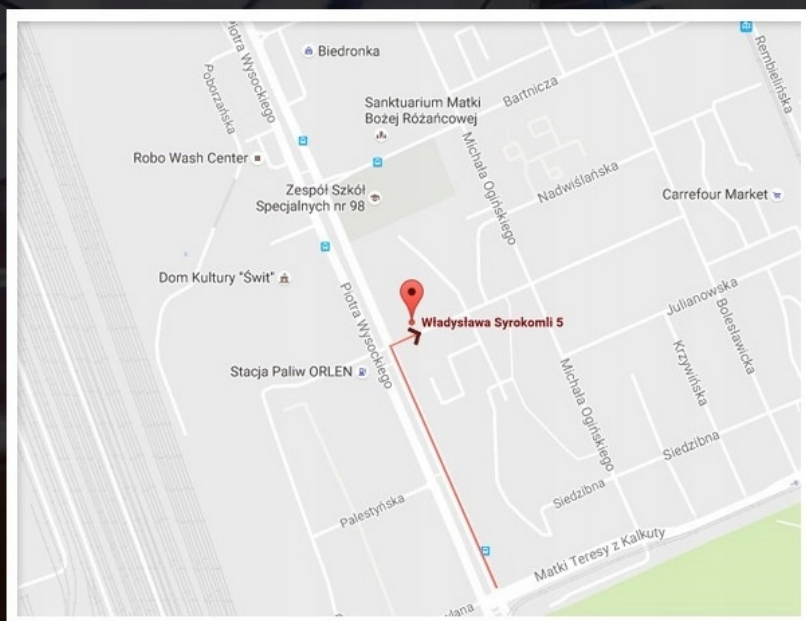 Piotra Wysockiego
Poborzańska
Biedronka
Rembielińska
Bartnicza
Sanktuarium Matki
Bożej Różańcowej
Michała Ogińskiego
Robo Wash Center
Nadwiślańska
Zespół Szkół
Specjalnych nr 98
Carrefour Market
Dom Kultury "Świt"
Piotra Wysockiego
Władysława Syrokomli 5
Julianowska
Bolesławicka
Krzywińska
Stacja Paliw ORLEN
Michała Ogińskiego
Siedzibna
Siedzibna
Palestyńska
Matki Teresy z Kalkuty